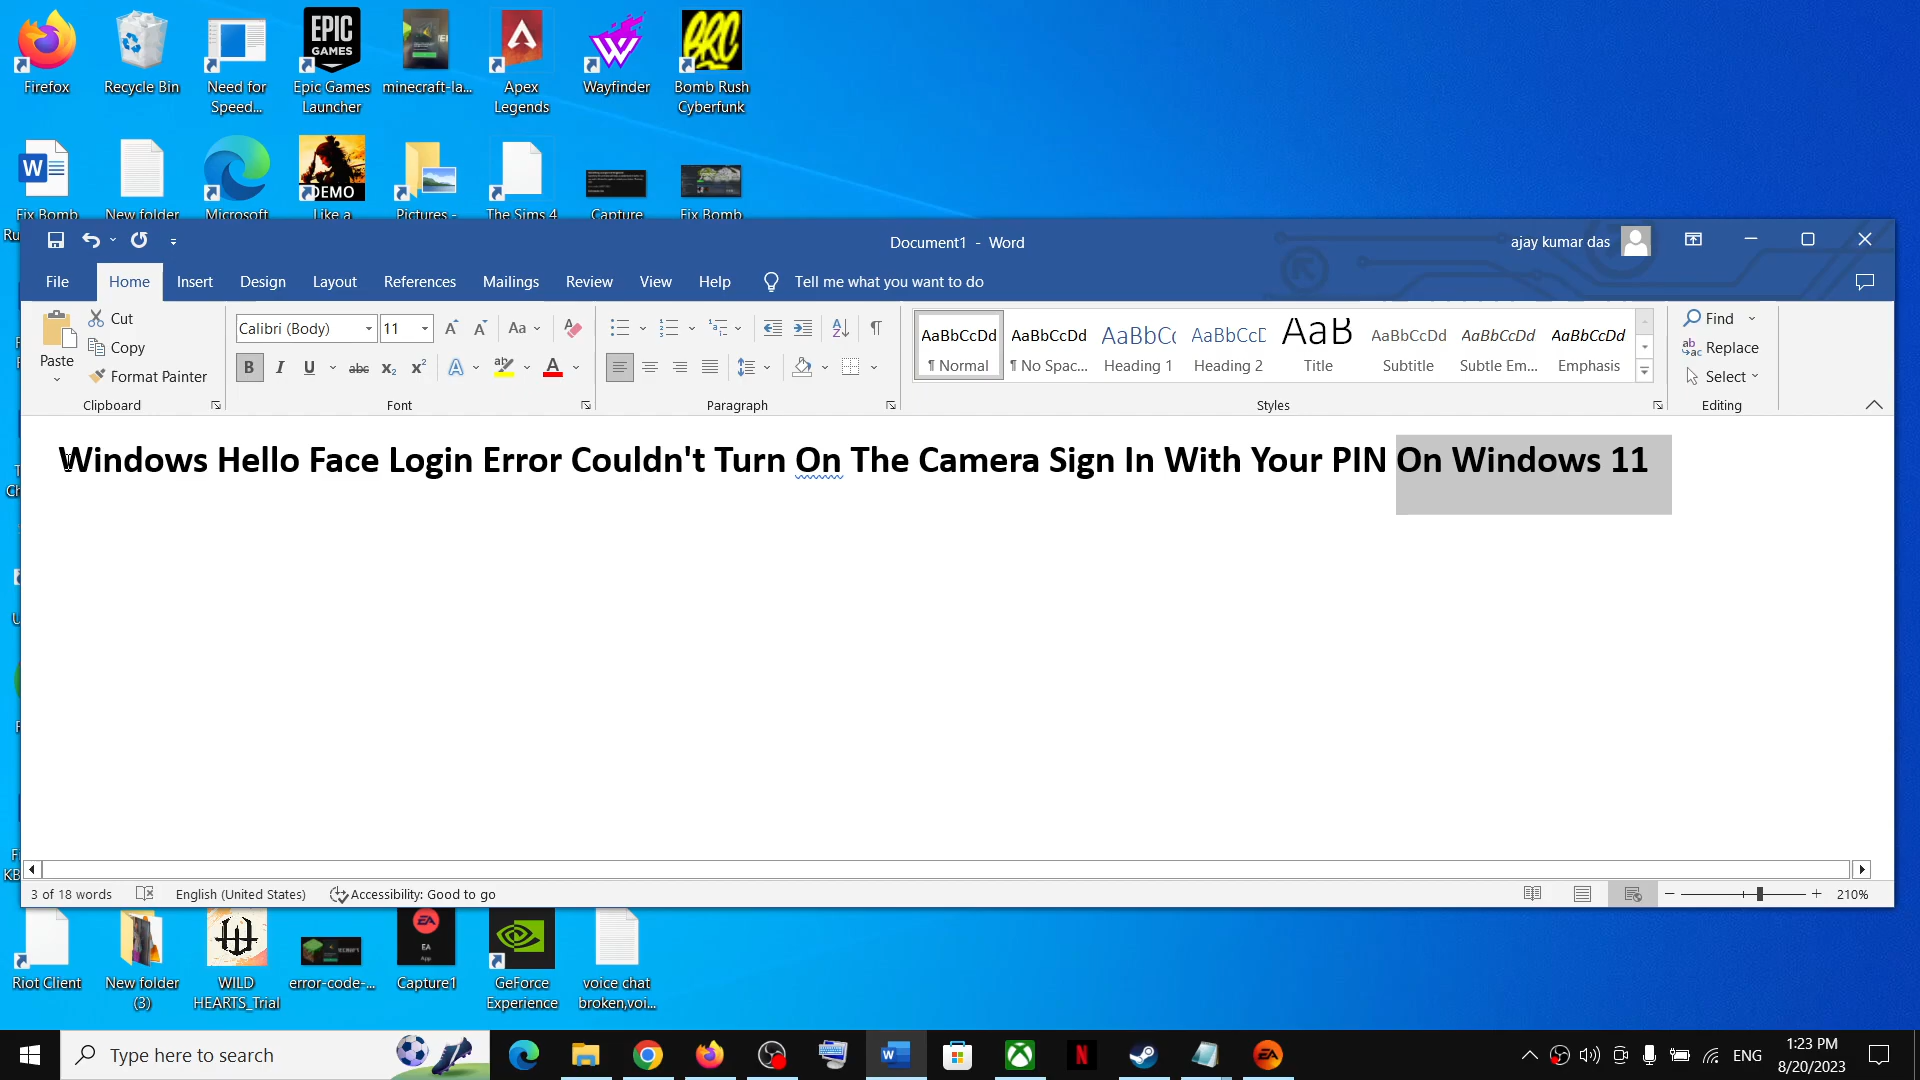 Firefox
Recycle Bin
Need for Speed...
EPIC GAMES
Epic Games Launcher
minecraft-la...
Apex Legends
Wayfinder
Bomb Rush Cyberfunk
Fix Bomb
New folder
Microsoft
DEMO
Like a
Pictures -
The Sims 4
Capture
Fix Bomb
Document1 - Word
ajay kumar das
File
Home
Insert
Design
Layout
References
Mailings
Review
View
Help
Tell me what you want to do
Paste
Cut
Copy
Format Painter
Clipboard
Calibri (Body)
11
Font
Paragraph
AaBbCcDd
¶ Normal
AaBbCcDd
¶ No Spac...
AaBbC
Heading 1
AaBbCcD
Heading 2
AaB
Title
AaBbCcDd
Subtitle
AaBbCcDd
Subtle Em...
AaBbCcDd
Emphasis
Styles
Find
Replace
Select
Editing
Windows Hello Face Login Error Couldn't Turn On The Camera Sign In With Your PIN On Windows 11
3 of 18 words
English (United States)
Accessibility: Good to go
210%
Riot Client
New folder (3)
WILD HEARTS_Trial
error-code-...
EA App
Capture1
GeForce Experience
voice chat broken,voi...
Type here to search
ENG
1:23 PM
8/20/2023